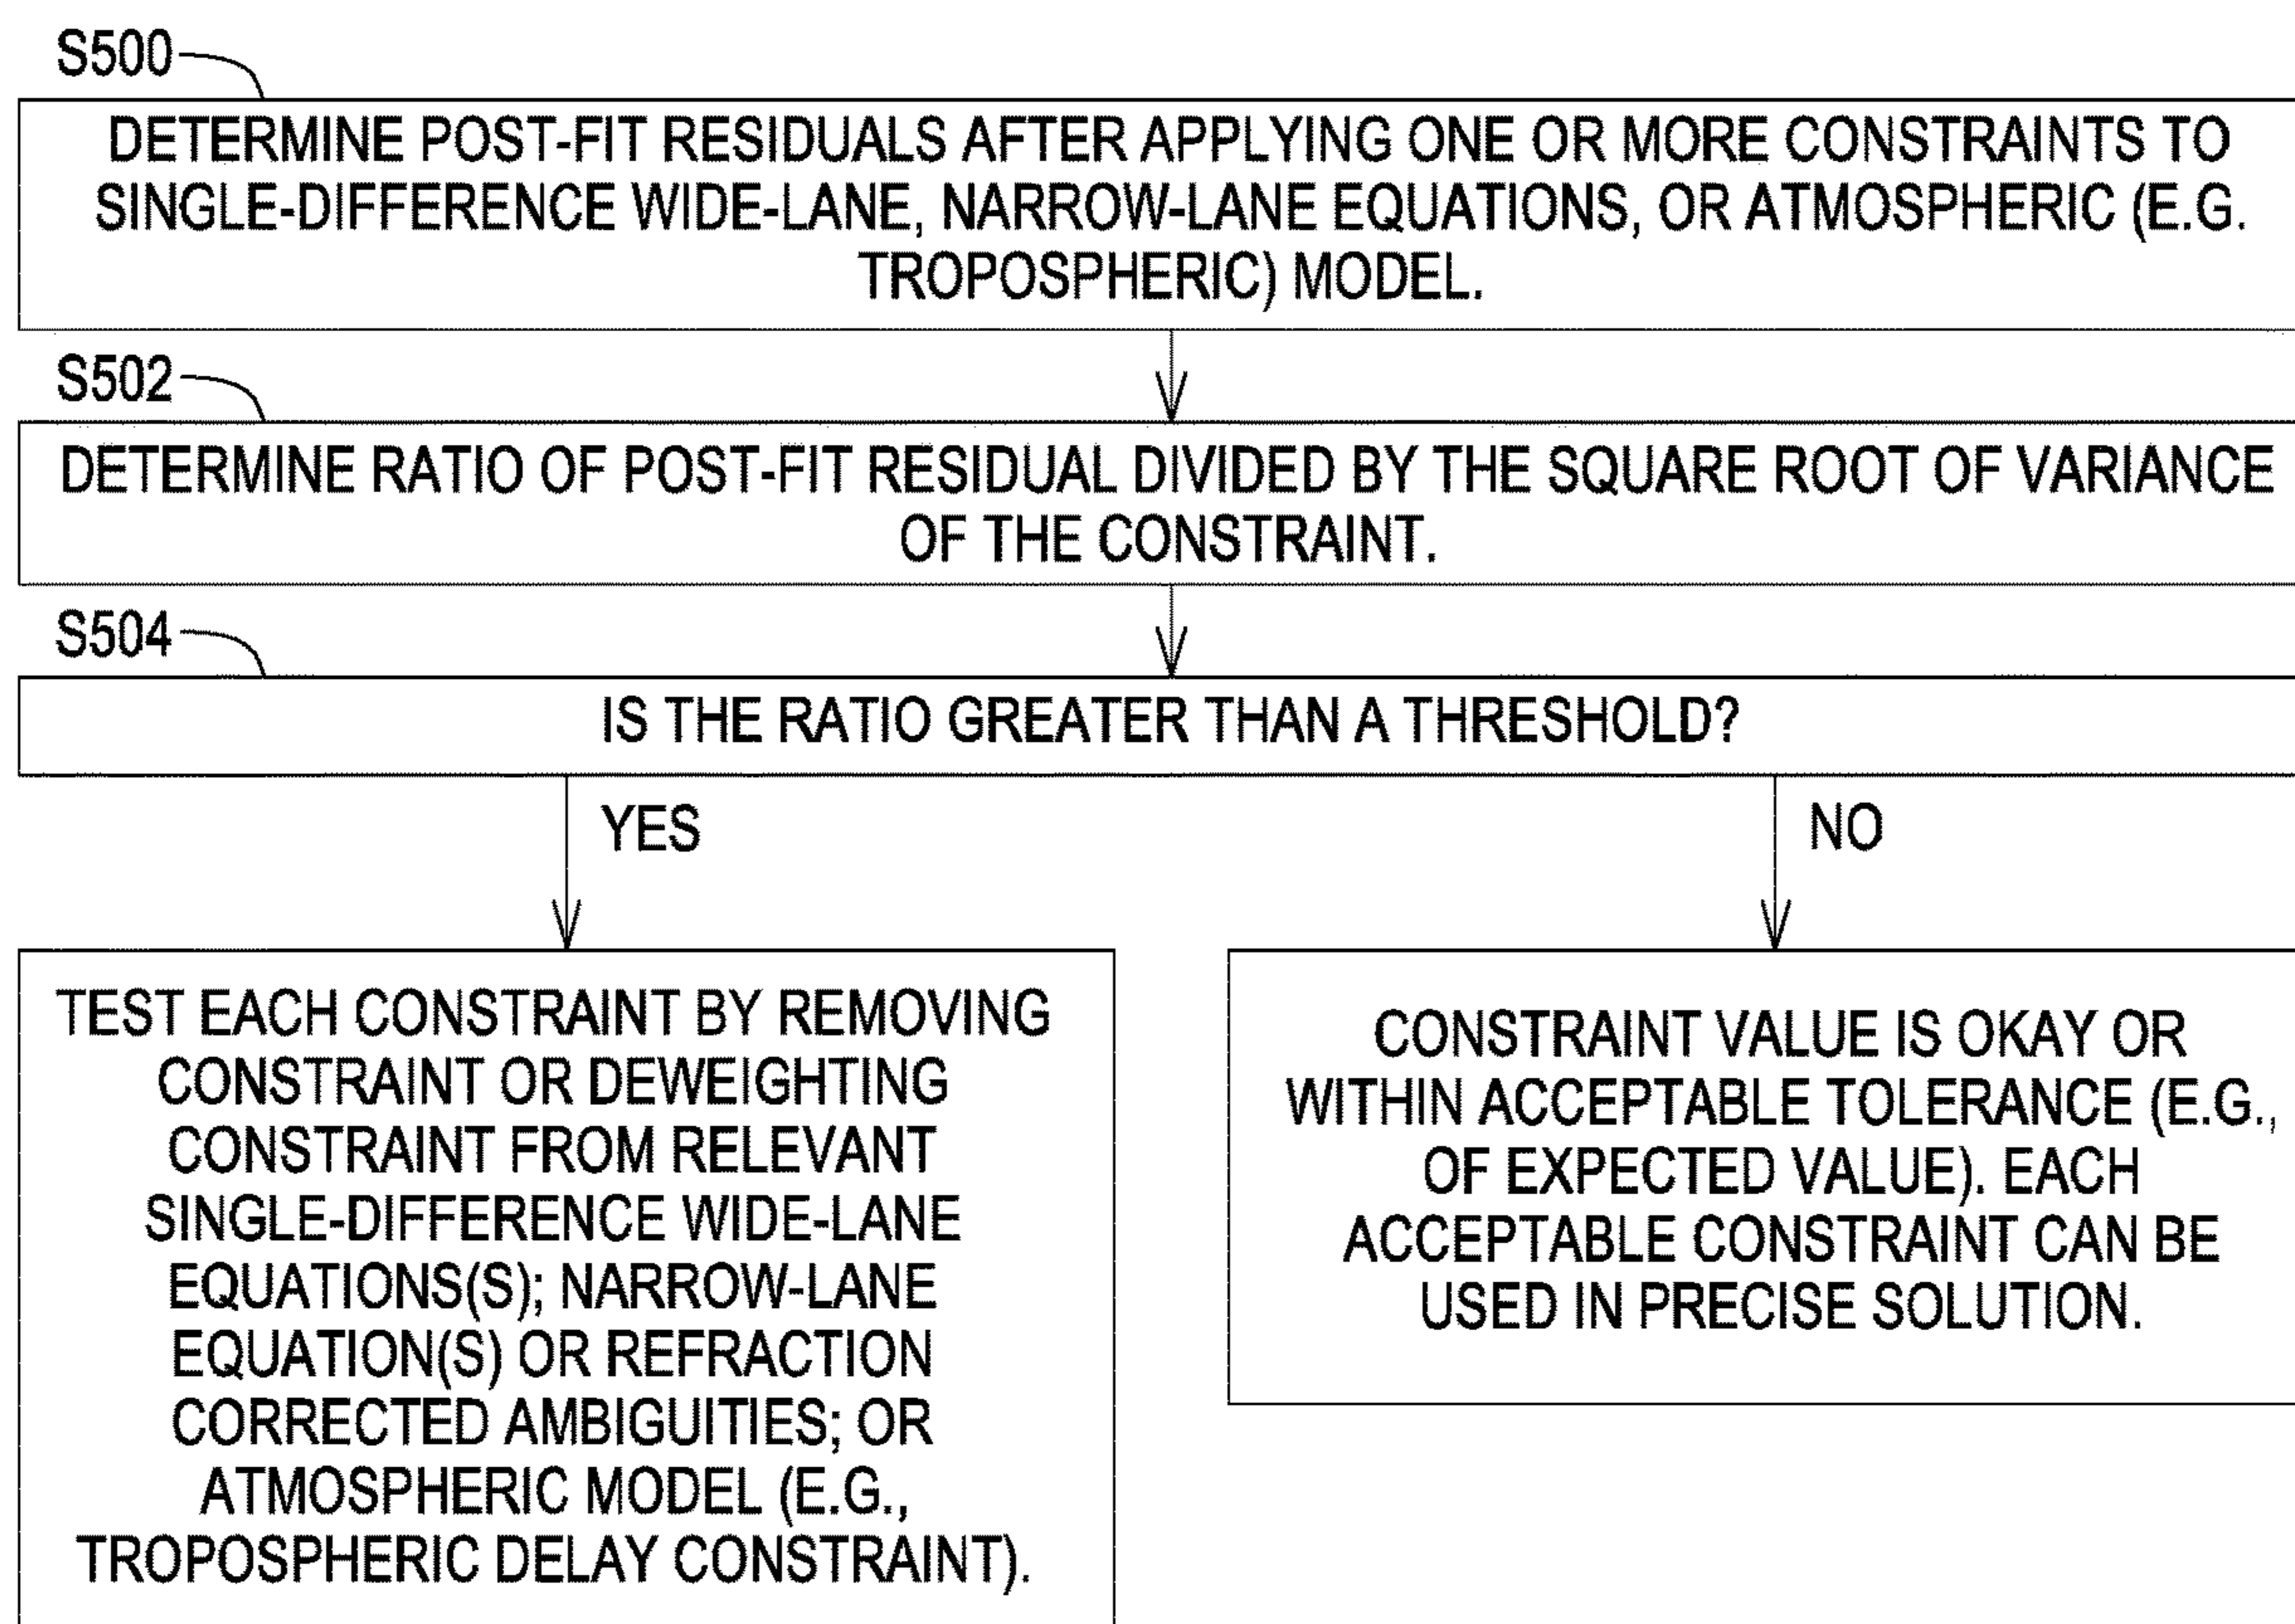 S500
DETERMINE POST-FIT RESIDUALS AFTER APPLYING ONE OR MORE CONSTRAINTS TO
SINGLE-DIFFERENCE WIDE-LANE, NARROW-LANE EQUATIONS, OR ATMOSPHERIC (E.G.
TROPOSPHERIC) MODEL.
S502
DETERMINE RATIO OF POST-FIT RESIDUAL DIVIDED BY THE SQUARE ROOT OF VARIANCE
OF THE CONSTRAINT.
S504
IS THE RATIO GREATER THAN A THRESHOLD?
YES
NO
TEST EACH CONSTRAINT BY REMOVING
CONSTRAINT OR DEWEIGHTING
CONSTRAINT FROM RELEVANT
SINGLE-DIFFERENCE WIDE-LANE
EQUATIONS(S); NARROW-LANE
EQUATION(S) OR REFRACTION
CORRECTED AMBIGUITIES; OR
ATMOSPHERIC MODEL (E.G.,
TROPOSPHERIC DELAY CONSTRAINT).
CONSTRAINT VALUE IS OKAY OR
WITHIN ACCEPTABLE TOLERANCE (E.G.,
OF EXPECTED VALUE). EACH
ACCEPTABLE CONSTRAINT CAN BE
USED IN PRECISE SOLUTION.